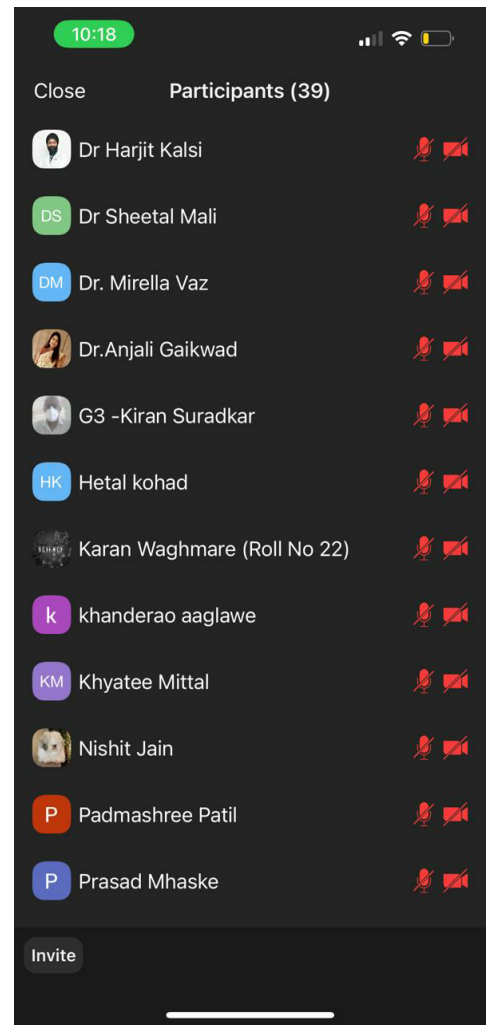 10:18
Close Participants (39)
Dr Harjit Kalsi
DS Dr Sheetal Mali
DM Dr. Mirella Vaz
Dr.Anjali Gaikwad
G3 -Kiran Suradkar
HK Hetal kohad
SCIENCE Karan Waghmare (Roll No 22)
k khanderao aaglawe
KM Khyatee Mittal
Nishit Jain
P Padmashree Patil
P Prasad Mhaske
Invite